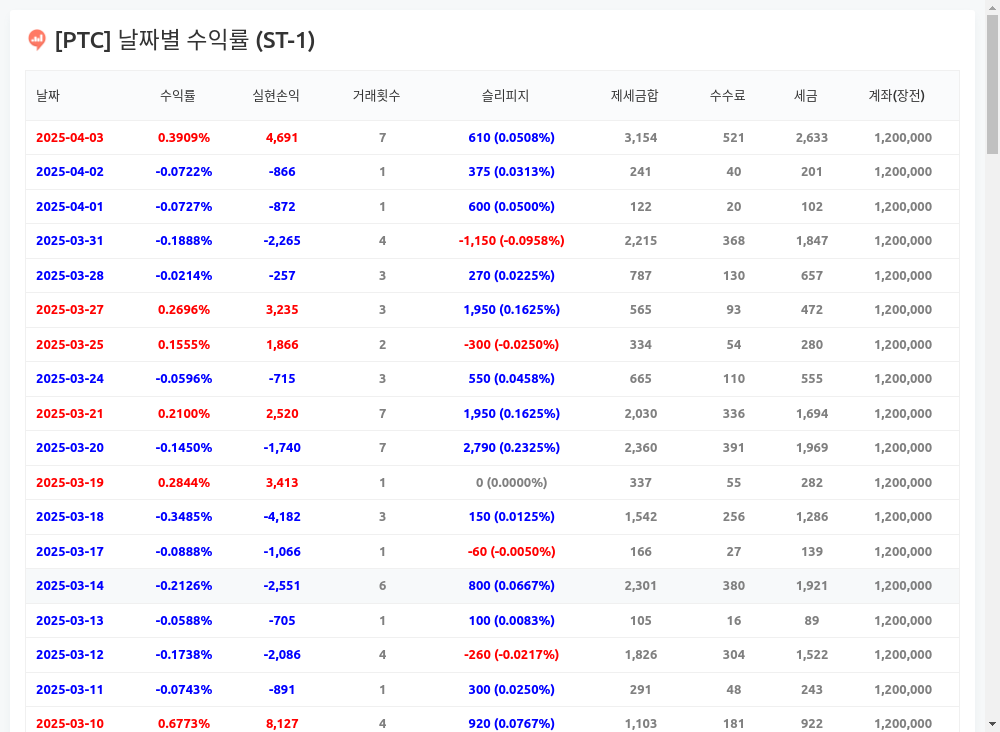 [PTC] 날짜별 수익률 (ST-1)
날짜 수익률 실현손익 거래횟수 슬리피지 제세금합 수수료 세금 계좌(장전)
2025-04-03 0.3909% 4,691 7 610 (0.0508%) 3,154 521 2,633 1,200,000
2025-04-02 -0.0722% -866 1 375 (0.0313%) 241 40 201 1,200,000
2025-04-01 -0.0727% -872 1 600 (0.0500%) 122 20 102 1,200,000
2025-03-31 -0.1888% -2,265 4 -1,150 (-0.0958%) 2,215 368 1,847 1,200,000
2025-03-28 -0.0214% -257 3 270 (0.0225%) 787 130 657 1,200,000
2025-03-27 0.2696% 3,235 3 1,950 (0.1625%) 565 93 472 1,200,000
2025-03-25 0.1555% 1,866 2 -300 (-0.0250%) 334 54 280 1,200,000
2025-03-24 -0.0596% -715 3 550 (0.0458%) 665 110 555 1,200,000
2025-03-21 0.2100% 2,520 7 1,950 (0.1625%) 2,030 336 1,694 1,200,000
2025-03-20 -0.1450% -1,740 7 2,790 (0.2325%) 2,360 391 1,969 1,200,000
2025-03-19 0.2844% 3,413 1 0 (0.0000%) 337 55 282 1,200,000
2025-03-18 -0.3485% -4,182 3 150 (0.0125%) 1,542 256 1,286 1,200,000
2025-03-17 -0.0888% -1,066 1 -60 (-0.0050%) 166 27 139 1,200,000
2025-03-14 -0.2126% -2,551 6 800 (0.0667%) 2,301 380 1,921 1,200,000
2025-03-13 -0.0588% -705 1 100 (0.0083%) 105 16 89 1,200,000
2025-03-12 -0.1738% -2,086 4 -260 (-0.0217%) 1,826 304 1,522 1,200,000
2025-03-11 -0.0743% -891 1 300 (0.0250%) 291 48 243 1,200,000
2025-03-10 0.6773% 8,127 4 920 (0.0767%) 1,103 181 922 1,200,000